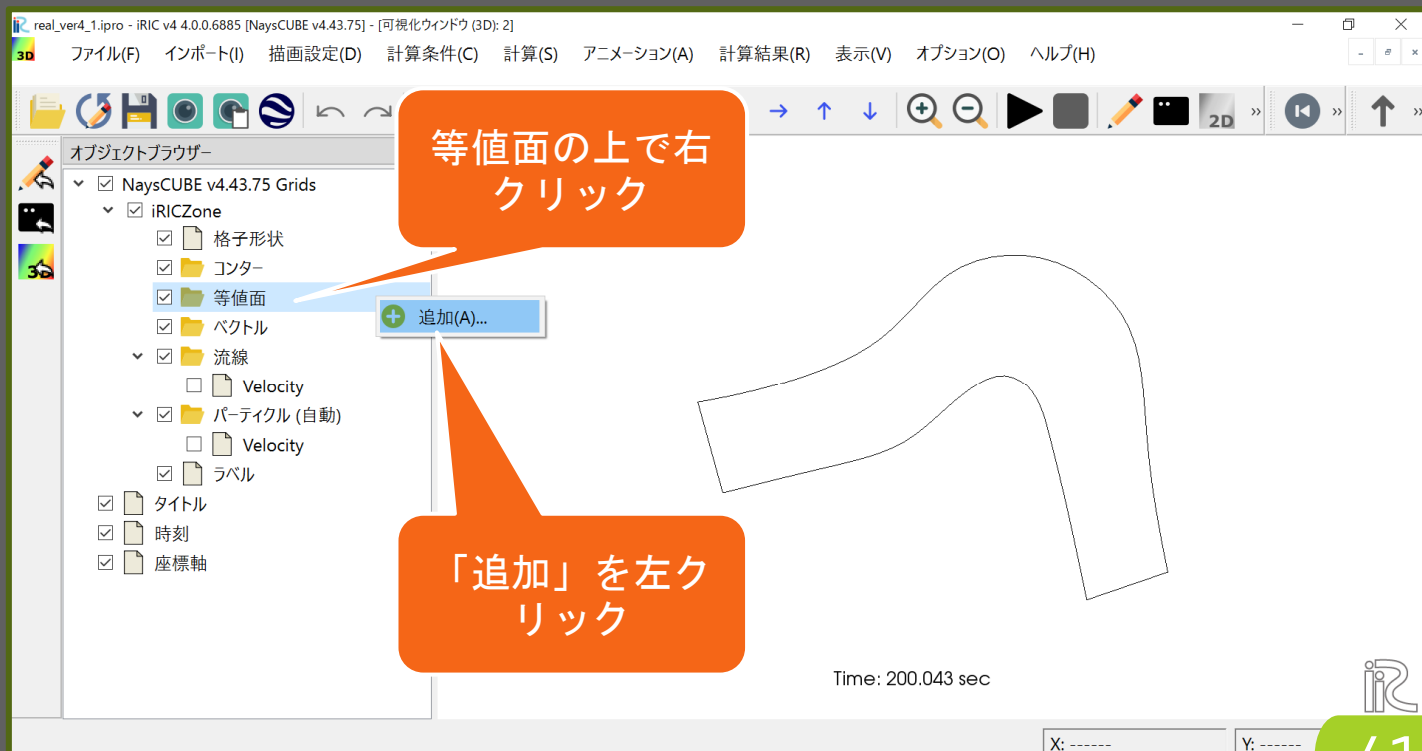 real_ver4_1.ipro - iRIC v4 4.0.0.6885 [NaysCUBE v4.43.75] - [可視化ウィンドウ (3D): 2]
3D ファイル(F) インポート(I) 描画設定(D) 計算条件(C) 計算(S) アニメーション(A) 計算結果(R) 表示(V) オプション(O) ヘルプ(H)
2D
オブジェクトブラウザー
等値面の上で右
クリック
NaysCUBE v4.43.75 Grids
iRICZone
格子形状
コンター
3D
等値面
追加(A)...
ベクトル
流線
Velocity
パーティクル (自動)
Velocity
ラベル
タイトル
時刻
座標軸
「追加」を左ク
リック
Time: 200.043 sec
iRIC
X: ------
Y: ------